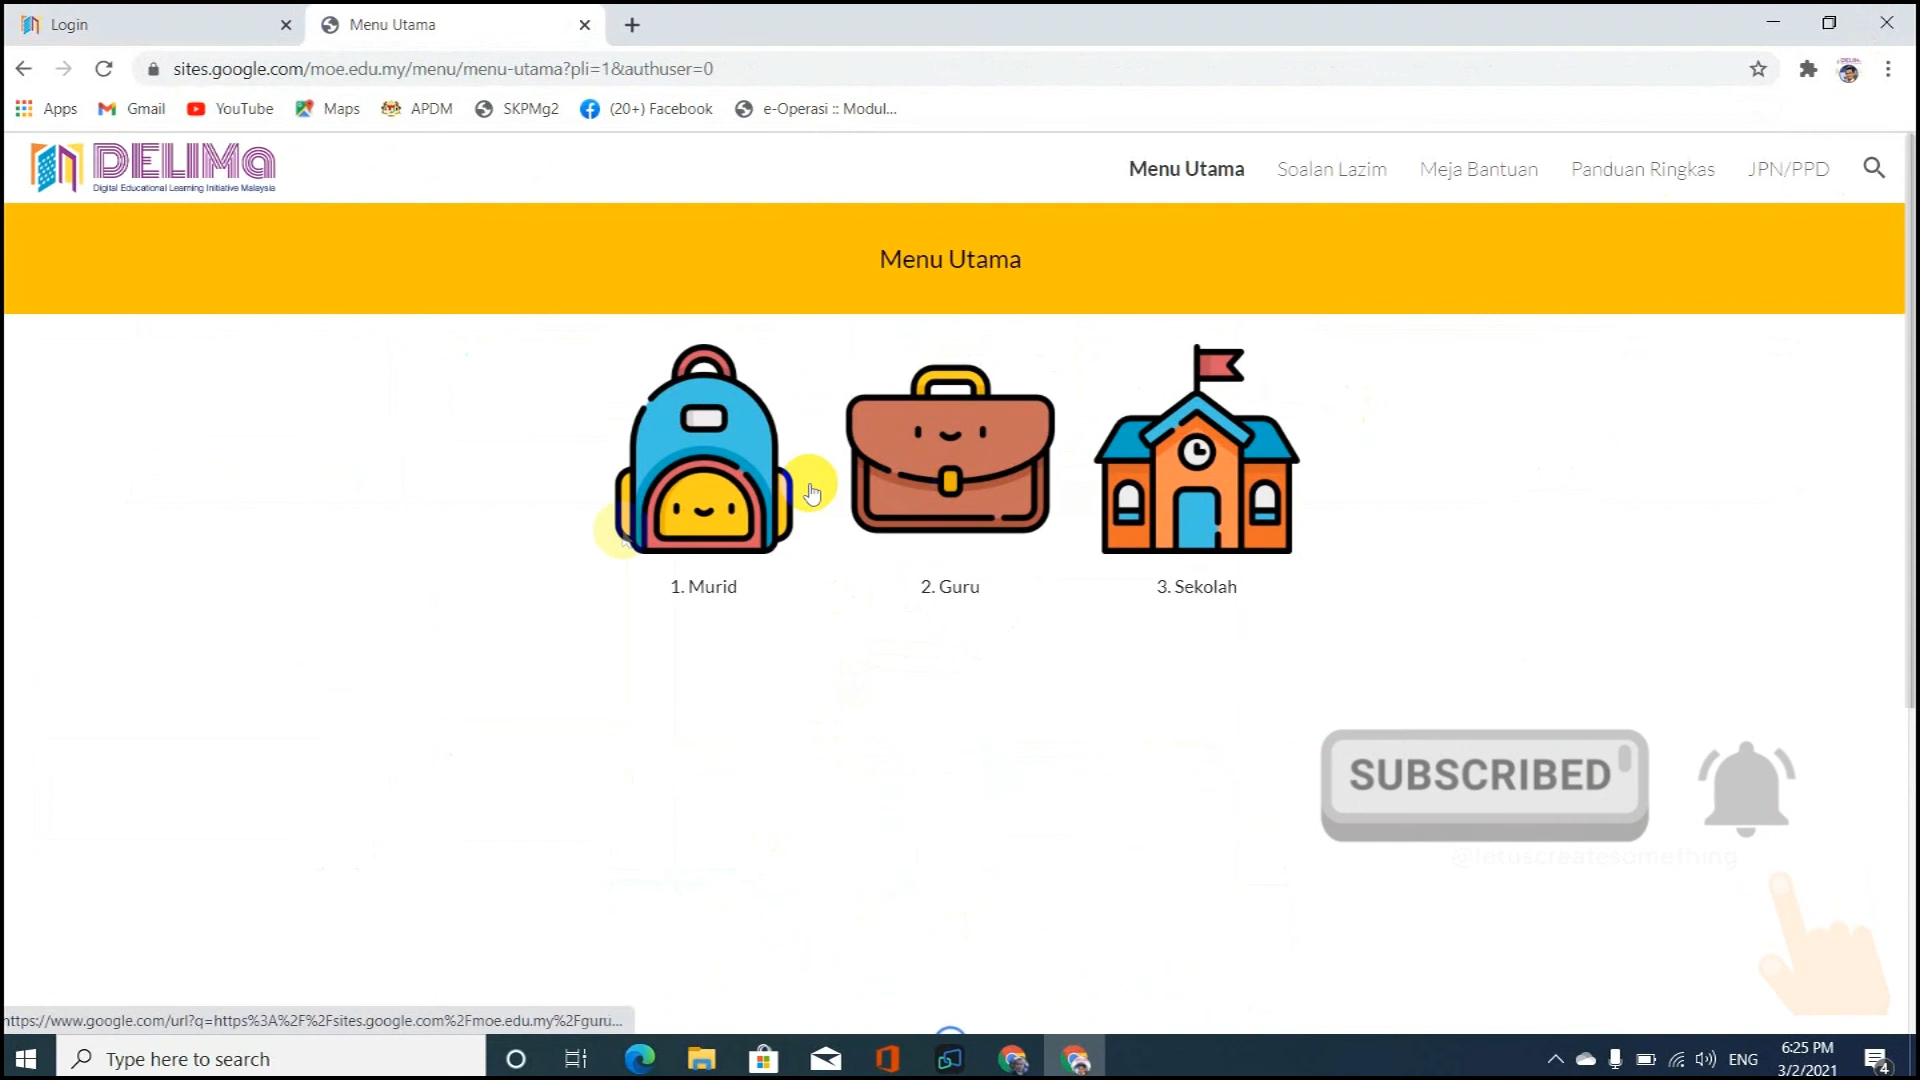 Login
Menu Utama
sites.google.com/moe.edu.my/menu/menu-utama?pli=1&authuser=0
Apps Gmail YouTube Maps APDM SKPMg2 (20+) Facebook e-Operasi :: Modul...
DELIMa
Digital Educational Learning Initiative Malaysia
Menu Utama Soalan Lazim Meja Bantuan Panduan Ringkas JPN/PPD
Menu Utama
1. Murid
2. Guru
3. Sekolah
SUBSCRIBED
@letuscreatesomething
https://www.google.com/url?q=https%3A%2F%2Fsites.google.com%2Fmoe.edu.my%2Fguru...
Type here to search
ENG
6:25 PM
3/2/2021
4